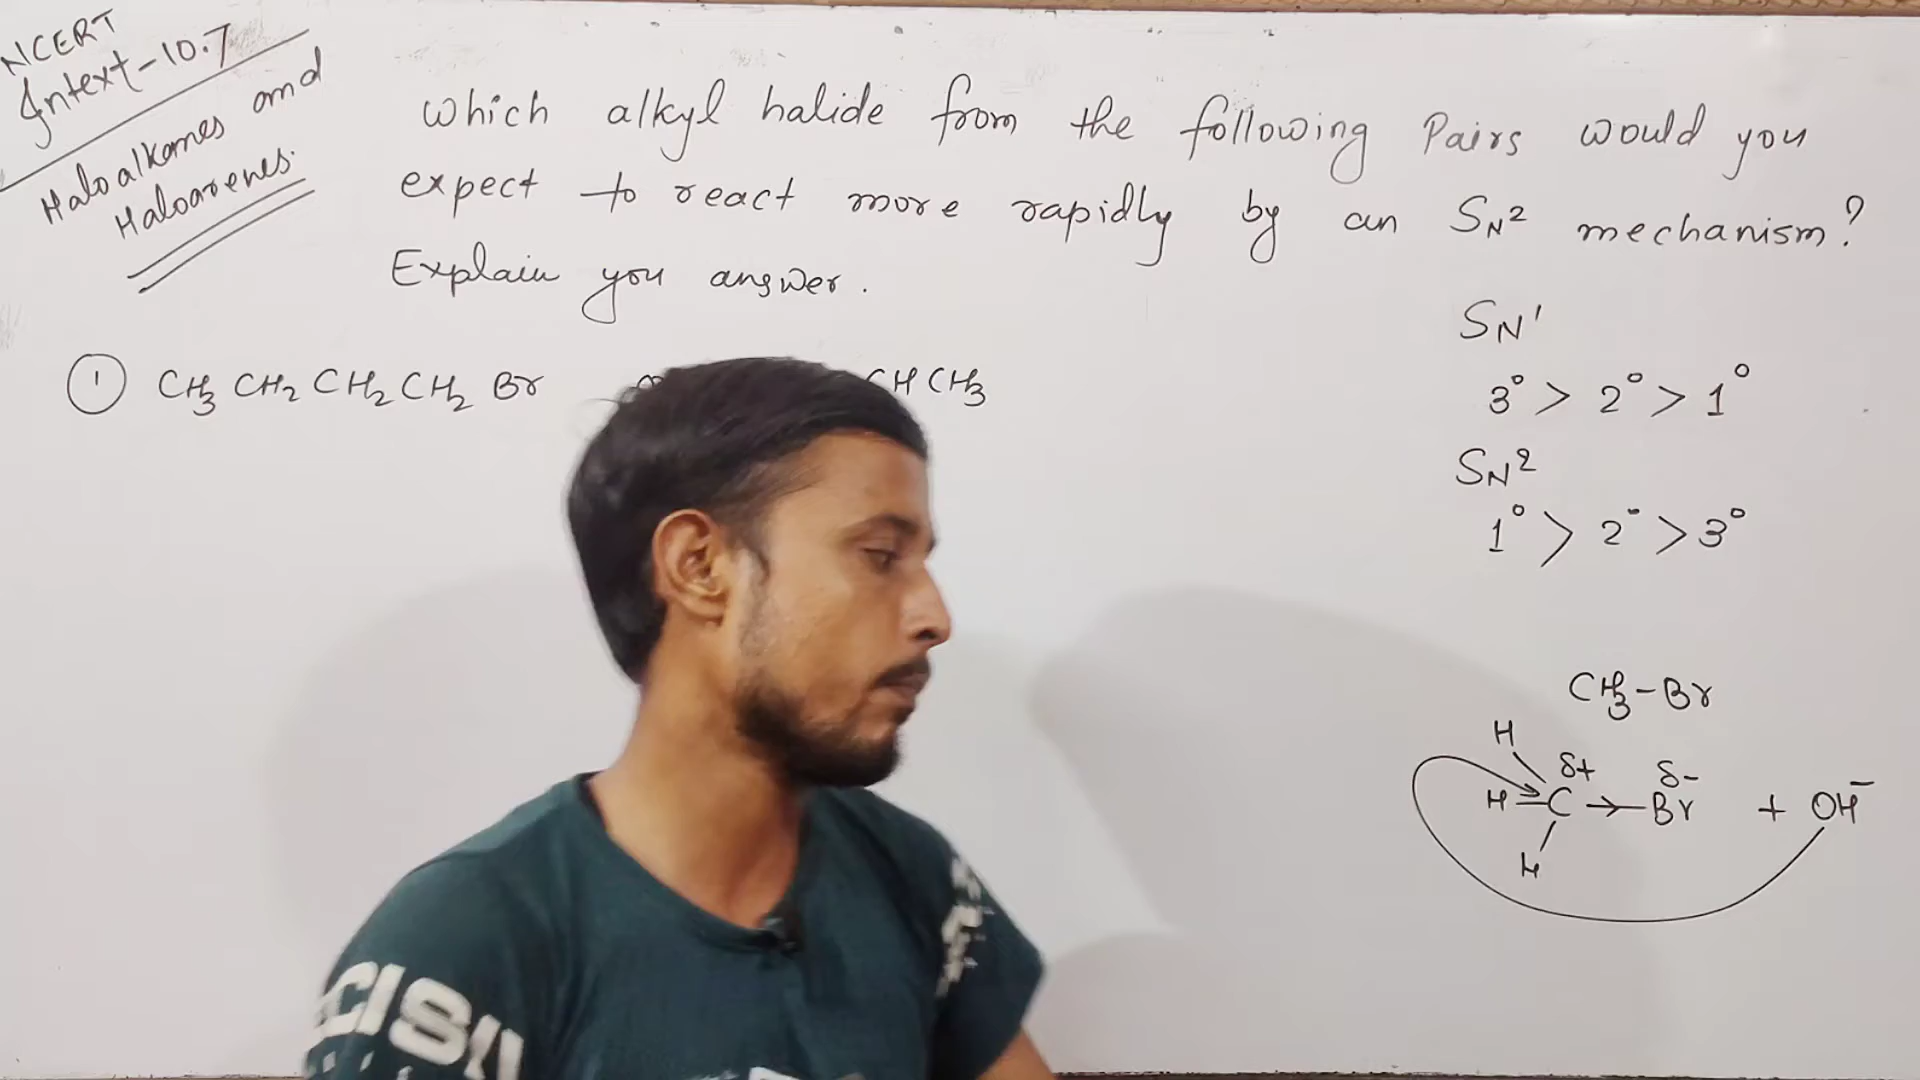 NCERT
Intext-10.7
Haloalkanes and
Haloarenes.
Which alkyl halide from the following Pairs would you
expect to react more rapidly by an SN2 mechanism?
Explain you answer.
① CH3 CH2 CH2 CH2 Br CH CH3
SN1
3° > 2° > 1°
SN2
1° > 2° > 3°
CH3-Br
H
δ+ δ-
H C Br + OH-
H
CISI